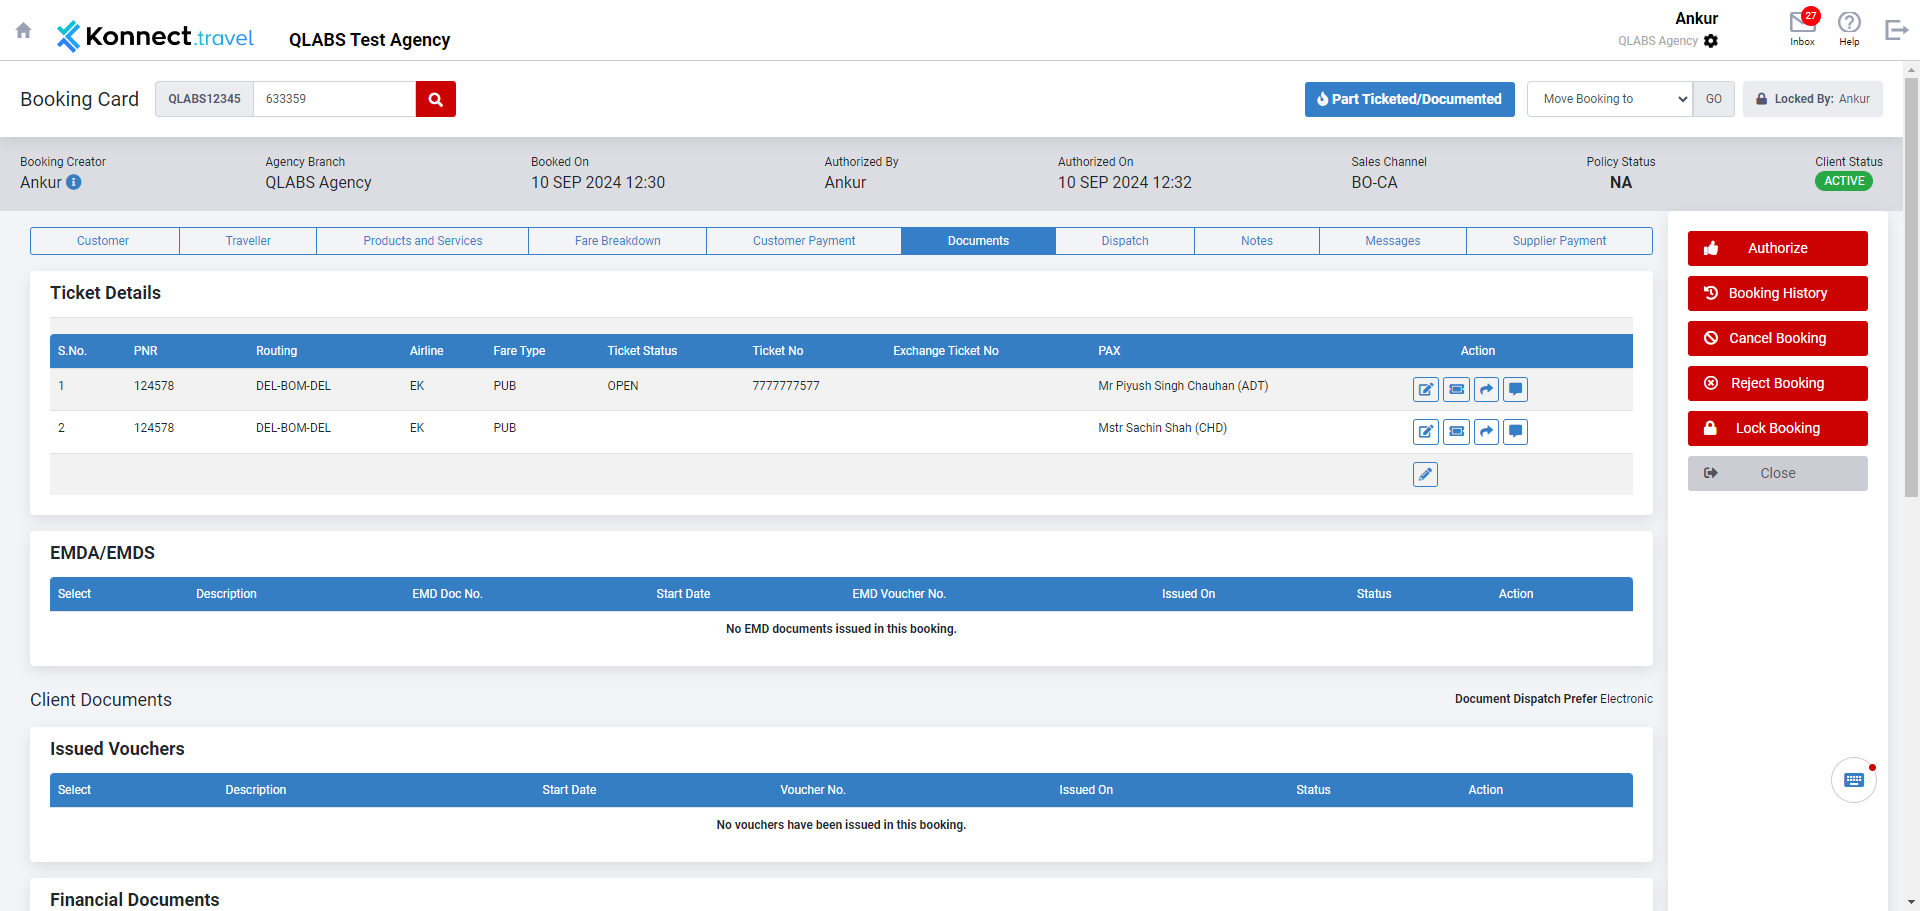 Konnect.travel QLABS Test Agency
Ankur
QLABS Agency
27
Inbox
Help
Booking Card QLABS12345 633359
Part Ticketed/Documented Move Booking to GO Locked By: Ankur
Booking Creator Agency Branch Booked On Authorized By Authorized On Sales Channel Policy Status Client Status
Ankur QLABS Agency 10 SEP 2024 12:30 Ankur 10 SEP 2024 12:32 BO-CA NA ACTIVE
Customer Traveller Products and Services Fare Breakdown Customer Payment Documents Dispatch Notes Messages Supplier Payment
Ticket Details
S.No. PNR Routing Airline Fare Type Ticket Status Ticket No Exchange Ticket No PAX Action
1 124578 DEL-BOM-DEL EK PUB OPEN 7777777577 Mr Piyush Singh Chauhan (ADT)
2 124578 DEL-BOM-DEL EK PUB Mstr Sachin Shah (CHD)
EMDA/EMDS
Select Description EMD Doc No. Start Date EMD Voucher No. Issued On Status Action
No EMD documents issued in this booking.
Client Documents Document Dispatch Prefer Electronic
Issued Vouchers
Select Description Start Date Voucher No. Issued On Status Action
No vouchers have been issued in this booking.
Financial Documents
Authorize
Booking History
Cancel Booking
Reject Booking
Lock Booking
Close